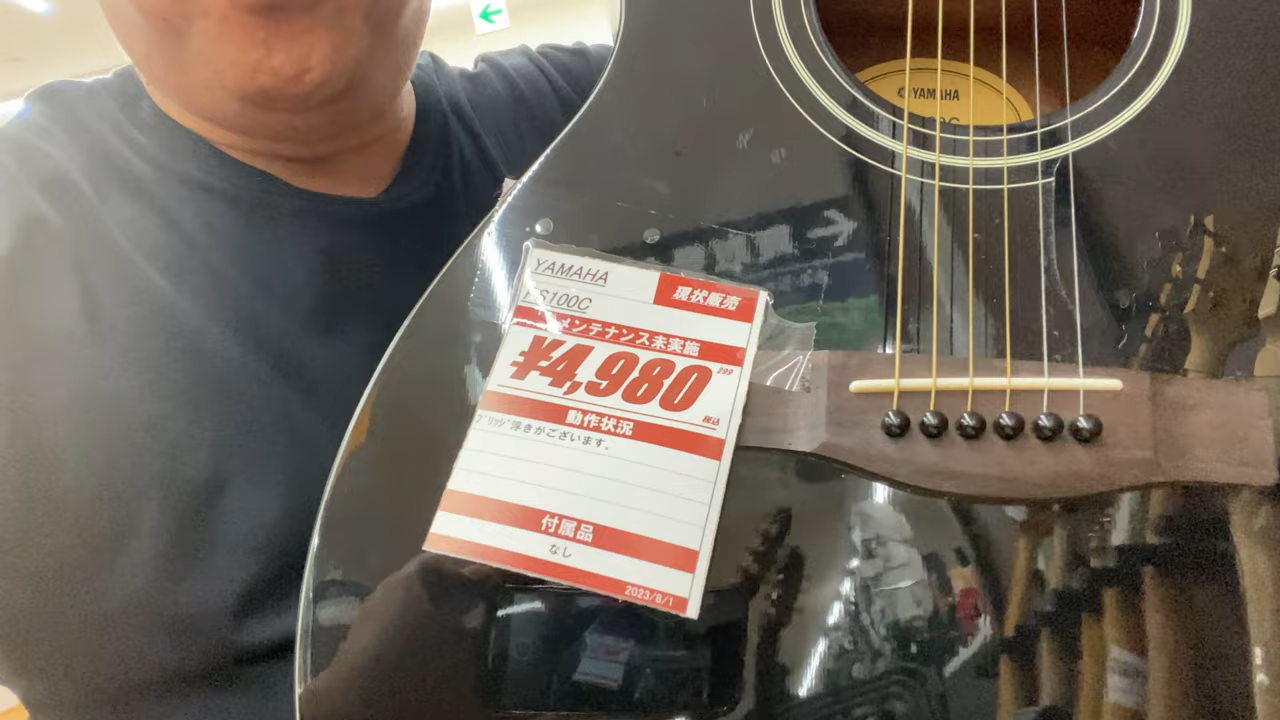 YAMAHA
YAMAHA
FS100C
現状販売
メンテナンス未実施
¥4,980
税込
動作状況
ブリッジ浮きがございます。
付属品
なし
2023/8/1